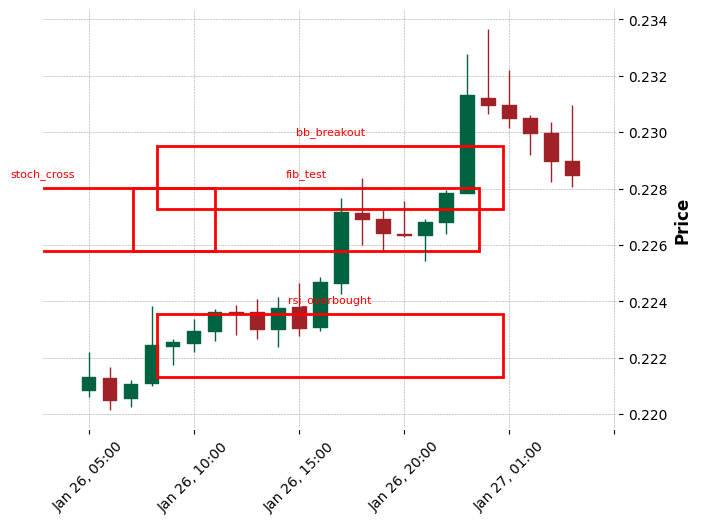 0.234
0.232
bb_breakout
0.230
stoch_cross
fib_test
0.228
Price
0.226
rsi_overbought
0.224
0.222
0.220
Jan 26, 05:00
Jan 26, 10:00
Jan 26, 15:00
Jan 26, 20:00
Jan 27, 01:00